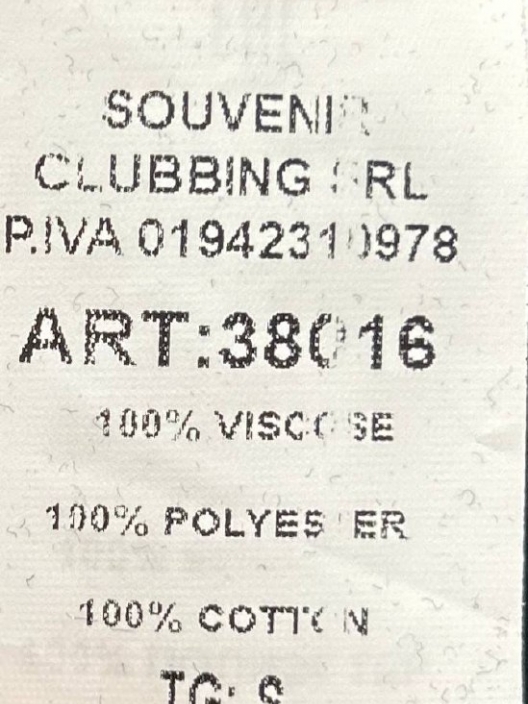 SOUVENIR
CLUBBING SRL
P.IVA 01942310978
ART:38016
100% VISCOSE
100% POLYESTER
100% COTTON
TG: S